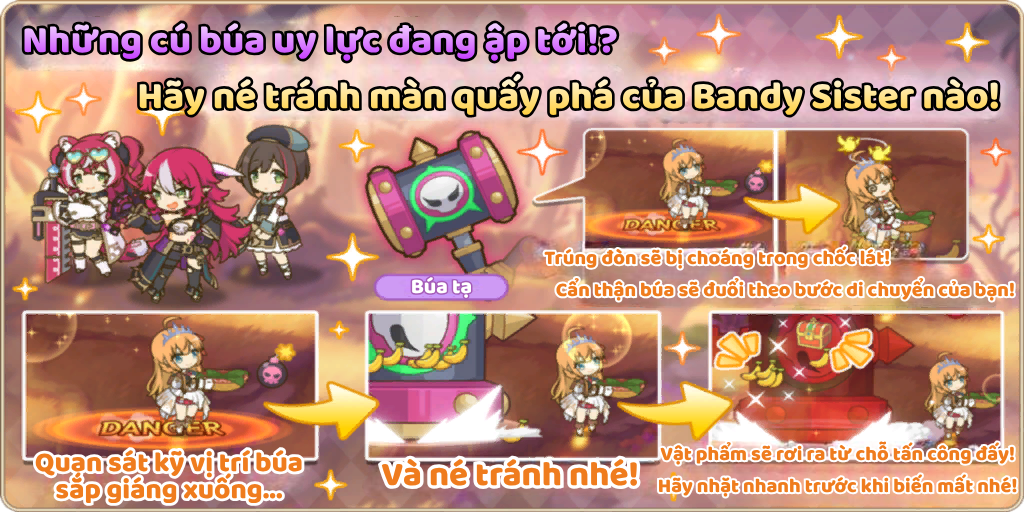 Những cú búa uy lực đang ập tới!?
Hãy né tránh màn quấy phá của Bandy Sister nào!
DANGER
Trúng đòn sẽ bị choáng trong chốc lát!
Búa tạ
Cẩn thận búa sẽ đuổi theo bước di chuyển của bạn!
DANGER
Quan sát kỹ vị trí búa
sắp giáng xuống...
Và né tránh nhé!
Vật phẩm sẽ rơi ra từ chỗ tấn công đấy!
Hãy nhặt nhanh trước khi biến mất nhé!